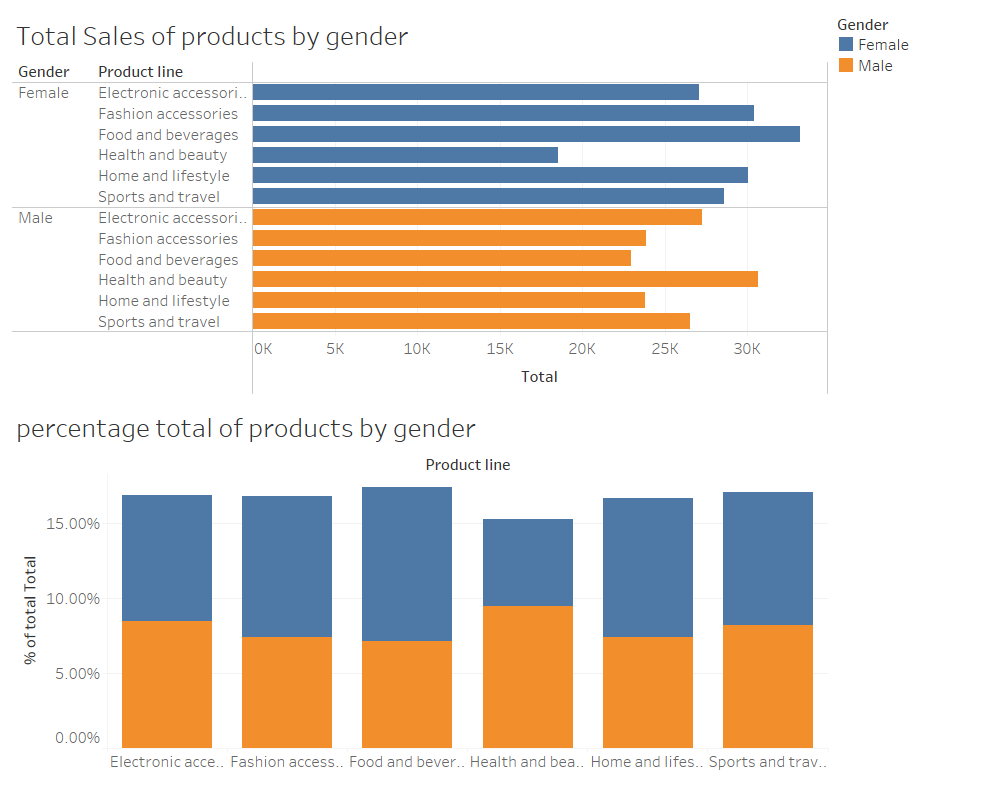 Total Sales of products by gender
Gender
Female
Male
Gender Product line
Female Electronic accessori..
Fashion accessories
Food and beverages
Health and beauty
Home and lifestyle
Sports and travel
Male Electronic accessori..
Fashion accessories
Food and beverages
Health and beauty
Home and lifestyle
Sports and travel
0K 5K 10K 15K 20K 25K 30K
Total
percentage total of products by gender
Product line
% of total Total
15.00%
10.00%
5.00%
0.00%
Electronic acce.. Fashion access.. Food and bever.. Health and bea.. Home and lifes.. Sports and trav..